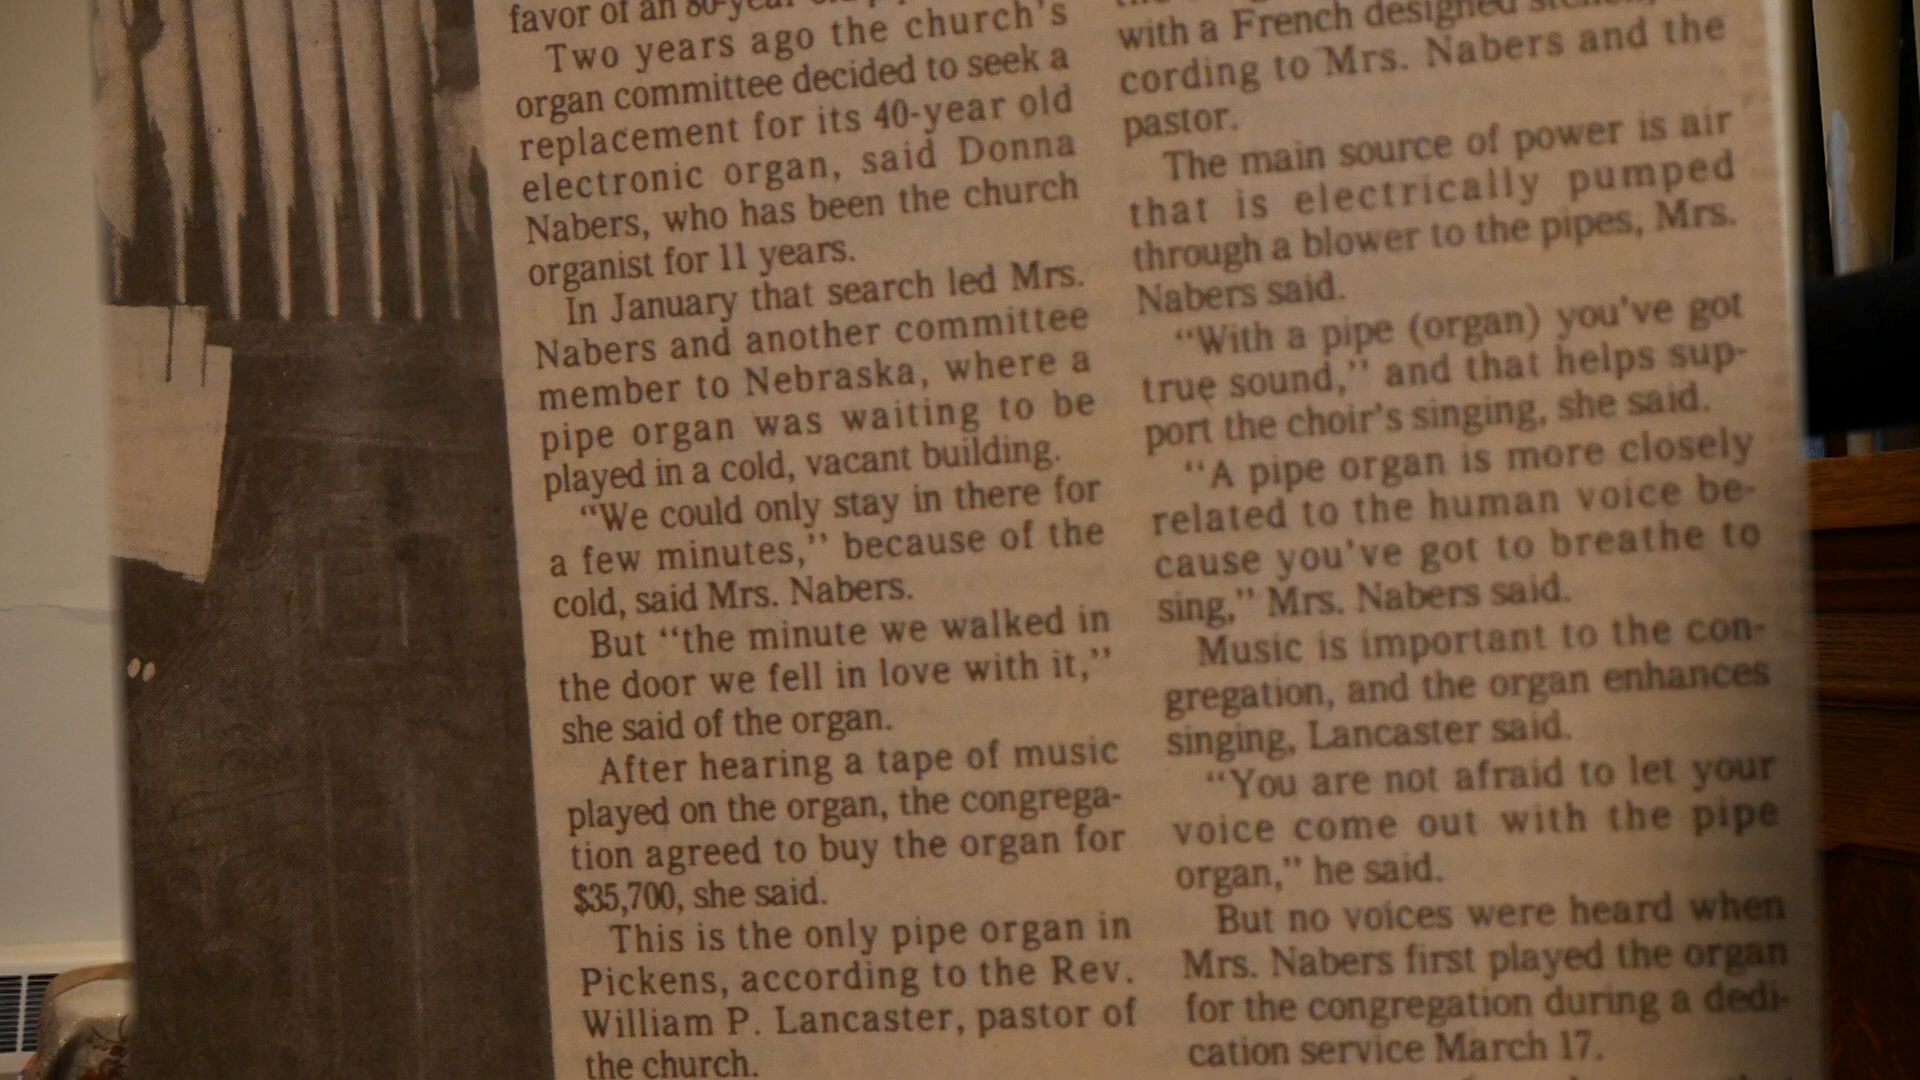 favor of an 80-year
Two years ago the church's
organ committee decided to seek a
replacement for its 40-year old
electronic organ, said Donna
Nabers, who has been the church
organist for 11 years.
In January that search led Mrs.
Nabers and another committee
member to Nebraska, where a
pipe organ was waiting to be
played in a cold, vacant building.
“We could only stay in there for
a few minutes,” because of the
cold, said Mrs. Nabers.
But “the minute we walked in
the door we fell in love with it,”
she said of the organ.
After hearing a tape of music
played on the organ, the congrega-
tion agreed to buy the organ for
$35,700, she said.
This is the only pipe organ in
Pickens, according to the Rev.
William P. Lancaster, pastor of
the church.
with a French designed
cording to Mrs. Nabers and the
pastor.
The main source of power is air
that is electrically pumped
through a blower to the pipes, Mrs.
Nabers said.
“With a pipe (organ) you've got
true sound,” and that helps sup-
port the choir's singing, she said.
“A pipe organ is more closely
related to the human voice be-
cause you've got to breathe to
sing,” Mrs. Nabers said.
Music is important to the con-
gregation, and the organ enhances
singing, Lancaster said.
“You are not afraid to let your
voice come out with the pipe
organ,” he said.
But no voices were heard when
Mrs. Nabers first played the organ
for the congregation during a dedi-
cation service March 17.